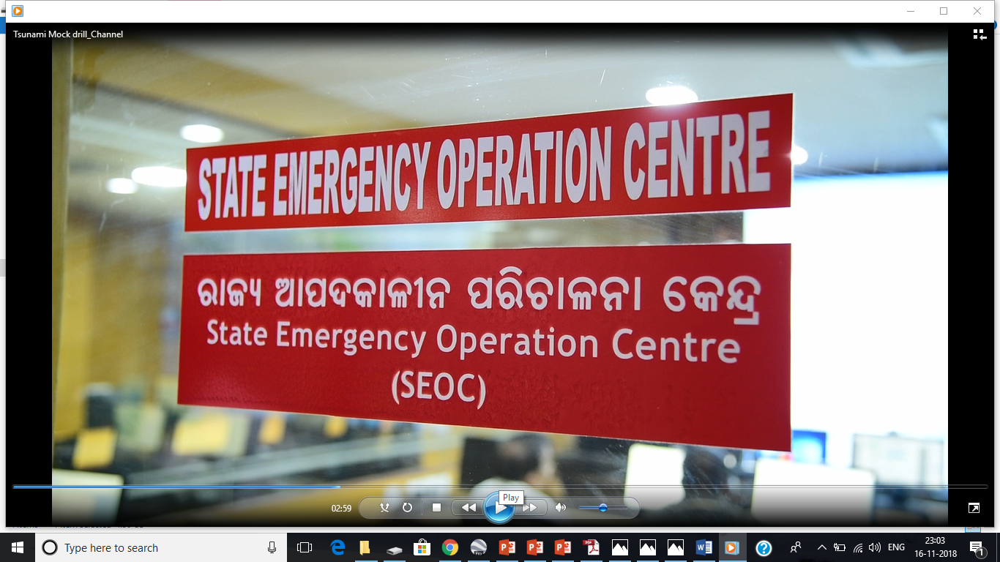 Tsunami Mock drill_Channel
STATE EMERGENCY OPERATION CENTRE
ରାଜ୍ୟ ଆପଦକାଳୀନ ପରିଚାଳନା କେନ୍ଦ୍ର
State Emergency Operation Centre
(SEOC)
Play
02:59
Type here to search
ENG
23:03
16-11-2018
1